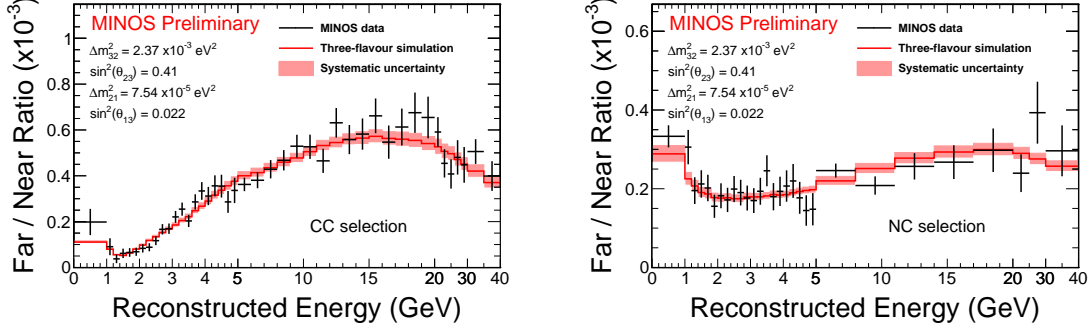 MINOS Preliminary
Δm²₃₂ = 2.37 x10⁻³ eV²
sin²(θ₂₃) = 0.41
Δm²₂₁ = 7.54 x10⁻⁵ eV²
sin²(θ₁₃) = 0.022
MINOS data
Three-flavour simulation
Systematic uncertainty
CC selection
Far / Near Ratio (x10⁻³)
1
0.8
0.6
0.4
0.2
0
0 1 2 3 4 5 10 15 20 30 40
Reconstructed Energy (GeV)
MINOS Preliminary
Δm²₃₂ = 2.37 x10⁻³ eV²
sin²(θ₂₃) = 0.41
Δm²₂₁ = 7.54 x10⁻⁵ eV²
sin²(θ₁₃) = 0.022
MINOS data
Three-flavour simulation
Systematic uncertainty
NC selection
Far / Near Ratio (x10⁻³)
0.6
0.4
0.2
0
0 1 2 3 4 5 10 15 20 30 40
Reconstructed Energy (GeV)